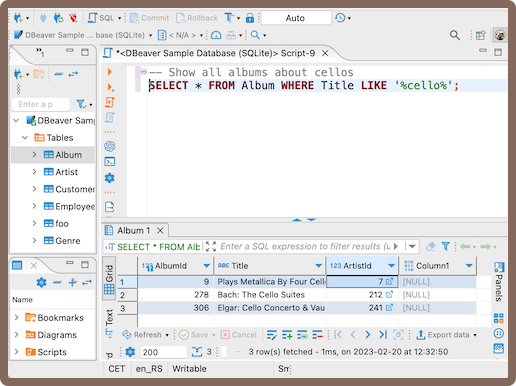 SQL Commit Rollback Auto
DBeaver Sample ... base (SQLite) < N/A >
*<DBeaver Sample Database (SQLite)> Script-9
Enter a p
DBeaver Sam
Tables
Album
Artist
Customer
Employee
foo
Genre
-- Show all albums about cellos
SELECT * FROM Album WHERE Title LIKE '%cello%';
Name
Bookmarks
Diagrams
Scripts
Album 1
SELECT * FROM Alb Enter a SQL expression to filter results (u
Grid
Text
Panels
123 AlbumId ABC Title 123 ArtistId Column1
1 9 Plays Metallica By Four Cell 7 [NULL]
2 278 Bach: The Cello Suites 212 [NULL]
3 306 Elgar: Cello Concerto & Vau 241 [NULL]
Refresh Save Cancel Export data
200 3 3 row(s) fetched - 1ms, on 2023-02-20 at 12:32:50
CET en_RS Writable Sm